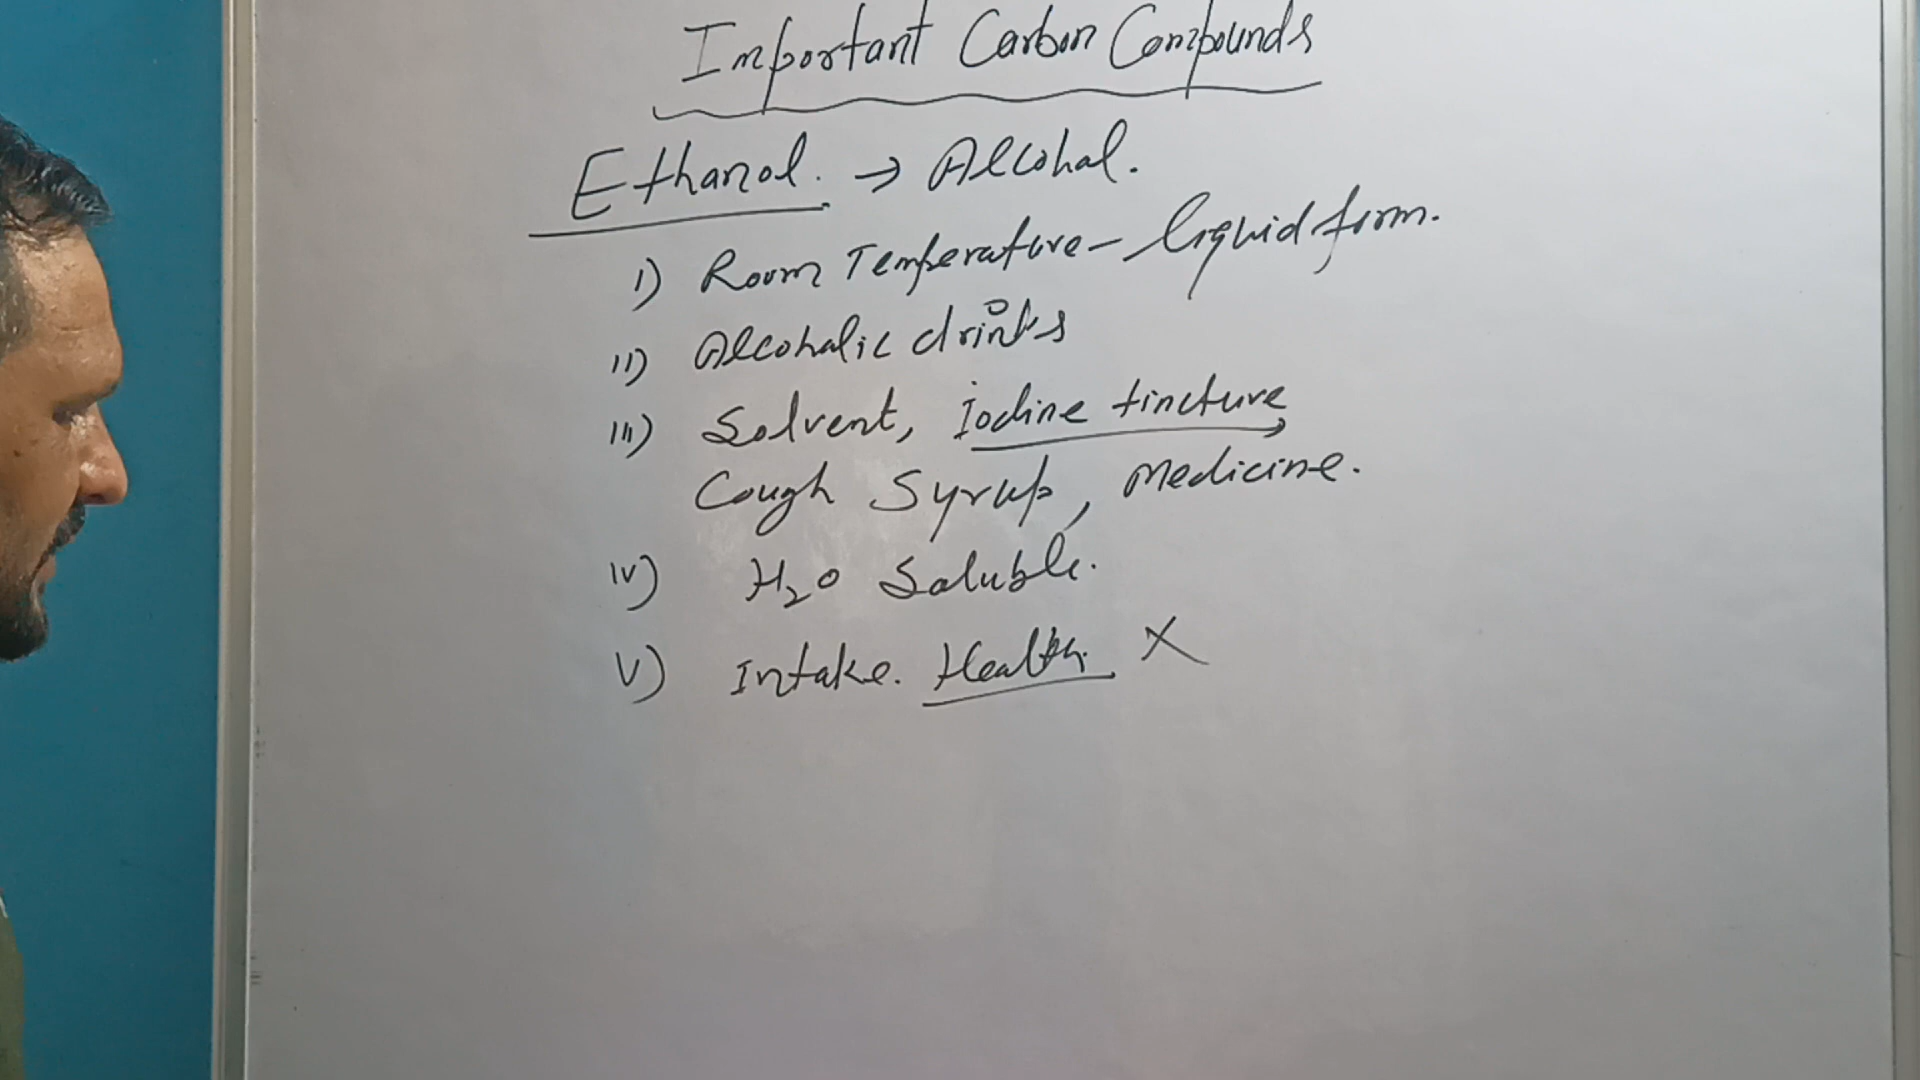 Important Carbon Compounds
Ethanol. → Alcohal.
i) Room Temperature - liquid form.
ii) Alcohalic drinks
iii) Solvent, Iodine tincture
Cough Syrup, Medicine.
iv) H₂O Soluble.
v) Intake. Health. X